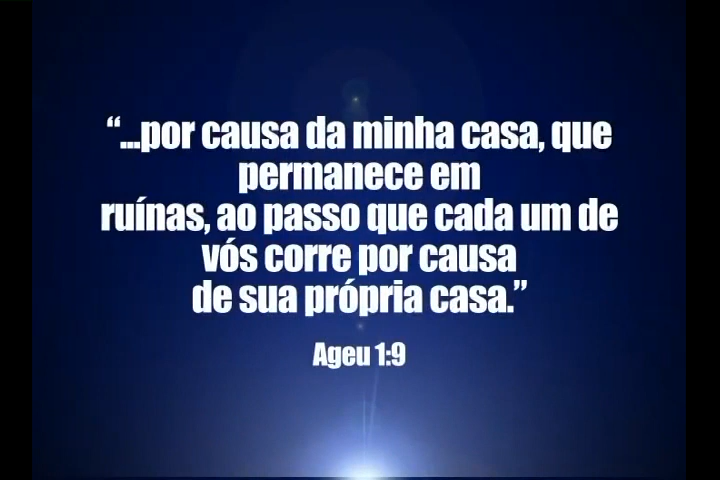 “...por causa da minha casa, que
permanece em
ruínas, ao passo que cada um de
vós corre por causa
de sua própria casa.”
Ageu 1:9